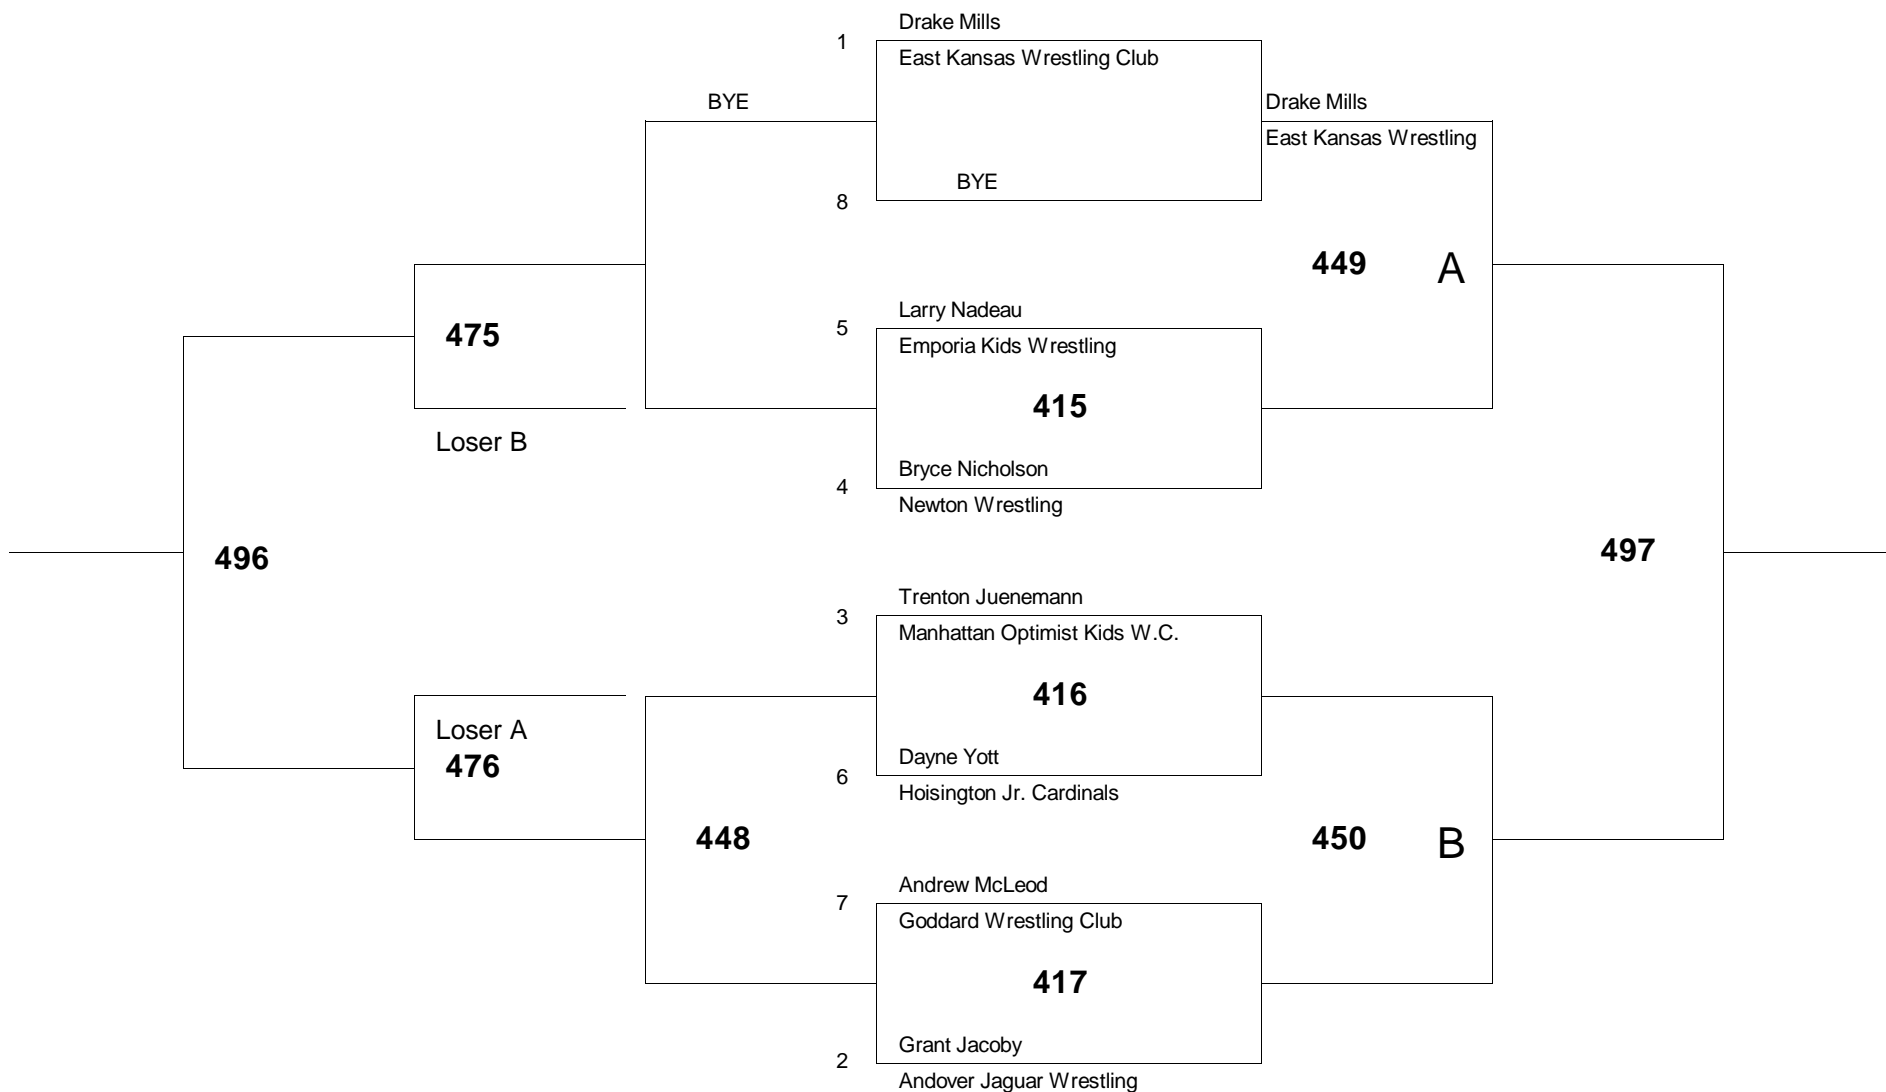 Drake Mills
1
East Kansas Wrestling Club
BYE
Drake Mills
East Kansas Wrestling
BYE
8
449 A
Larry Nadeau
5
475
Emporia Kids Wrestling
415
Loser B
Bryce Nicholson
4
Newton Wrestling
496
497
Trenton Juenemann
3
Manhattan Optimist Kids W.C.
416
Loser A
476
Dayne Yott
6
Hoisington Jr. Cardinals
448
450 B
Andrew McLeod
7
Goddard Wrestling Club
417
Grant Jacoby
2
Andover Jaguar Wrestling